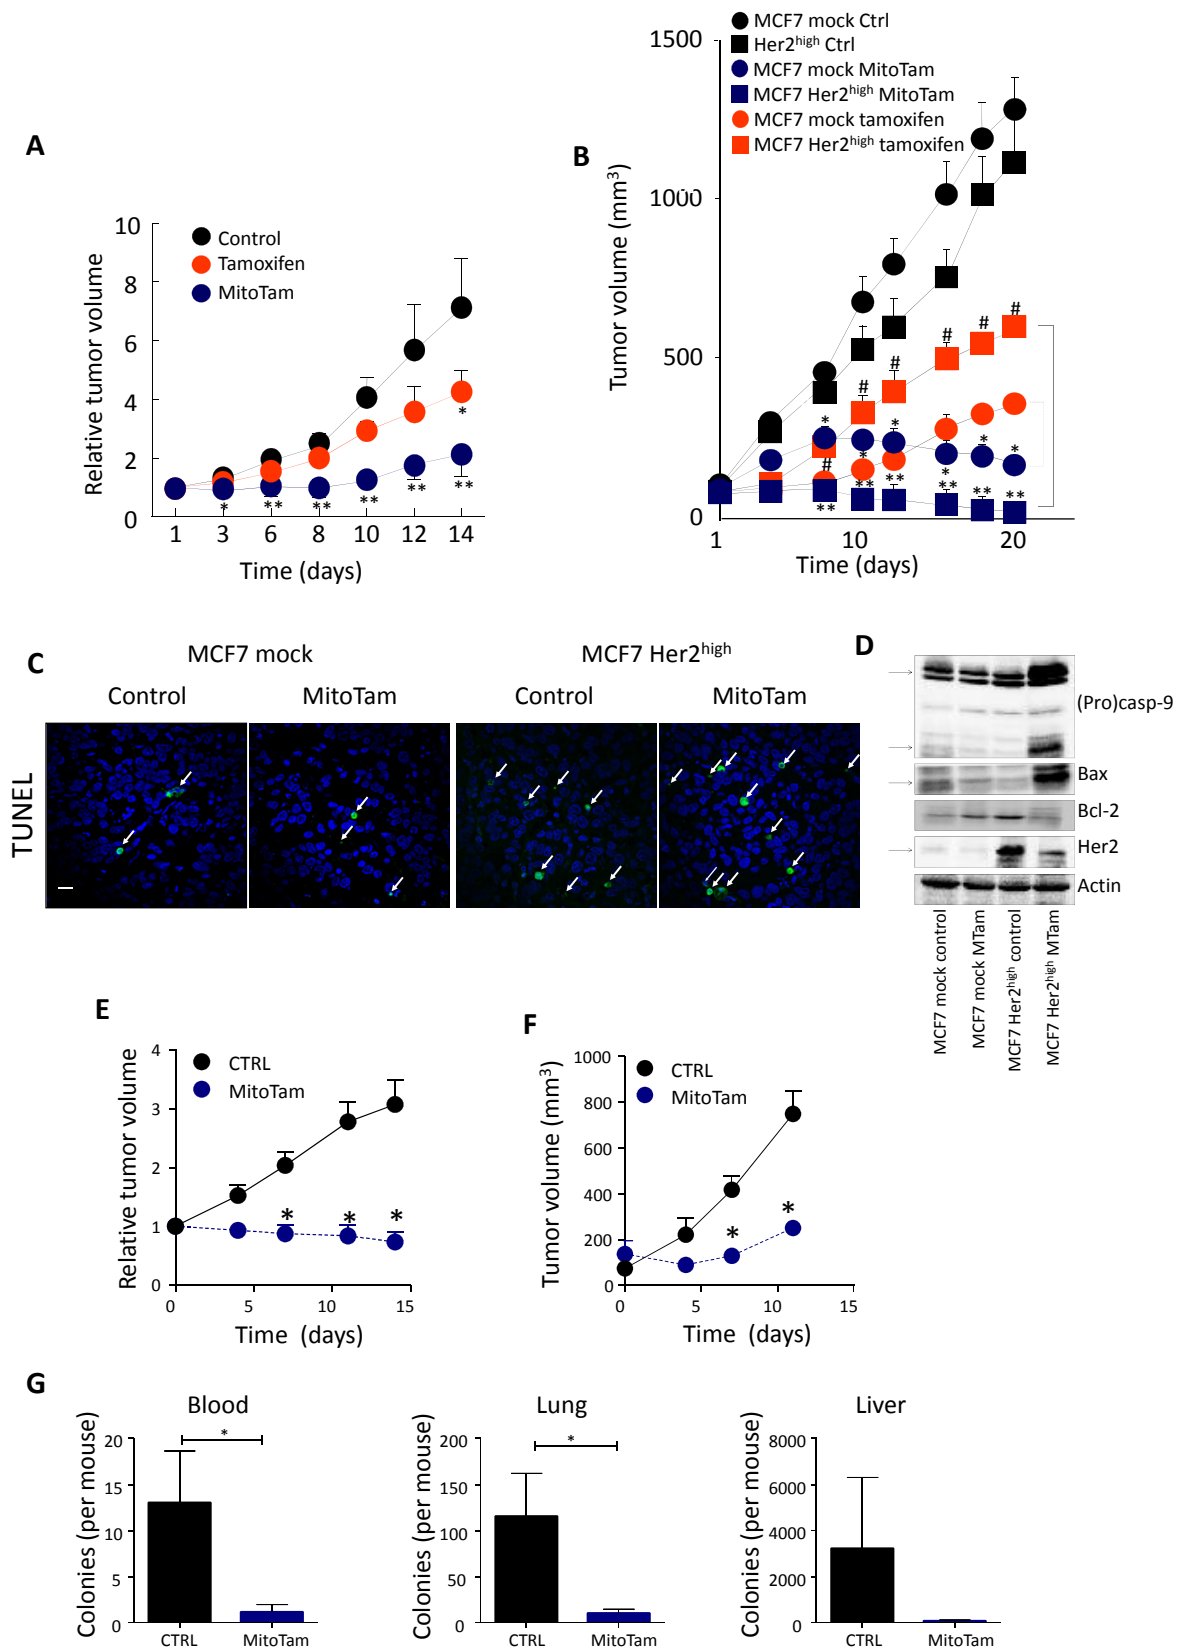 A
Relative tumor volume
10
8
6
4
2
0
Control
Tamoxifen
MitoTam
*
*
**
**
**
**
**
1 3 6 8 10 12 14
Time (days)
B
Tumor volume (mm³)
1500
1000
500
0
MCF7 mock Ctrl
Her2high Ctrl
MCF7 mock MitoTam
MCF7 Her2high MitoTam
MCF7 mock tamoxifen
MCF7 Her2high tamoxifen
# # #
# #
* *
* *
# * *
** ** ** ** **
**
1 10 20
Time (days)
C
MCF7 mock MCF7 Her2high
Control MitoTam Control MitoTam
TUNEL
D
(Pro)casp-9
Bax
Bcl-2
Her2
Actin
MCF7 mock control
MCF7 mock MTam
MCF7 Her2high control
MCF7 Her2high MTam
E
Relative tumor volume
4
3
2
1
0
CTRL
MitoTam
* * *
0 5 10 15
Time (days)
F
Tumor volume (mm³)
1000
800
600
400
200
0
CTRL
MitoTam
* *
0 5 10 15
Time (days)
G
Blood
Colonies (per mouse)
20
15
10
5
0
*
CTRL MitoTam
Lung
Colonies (per mouse)
200
150
100
50
0
*
CTRL MitoTam
Liver
Colonies (per mouse)
8000
6000
4000
2000
0
CTRL MitoTam